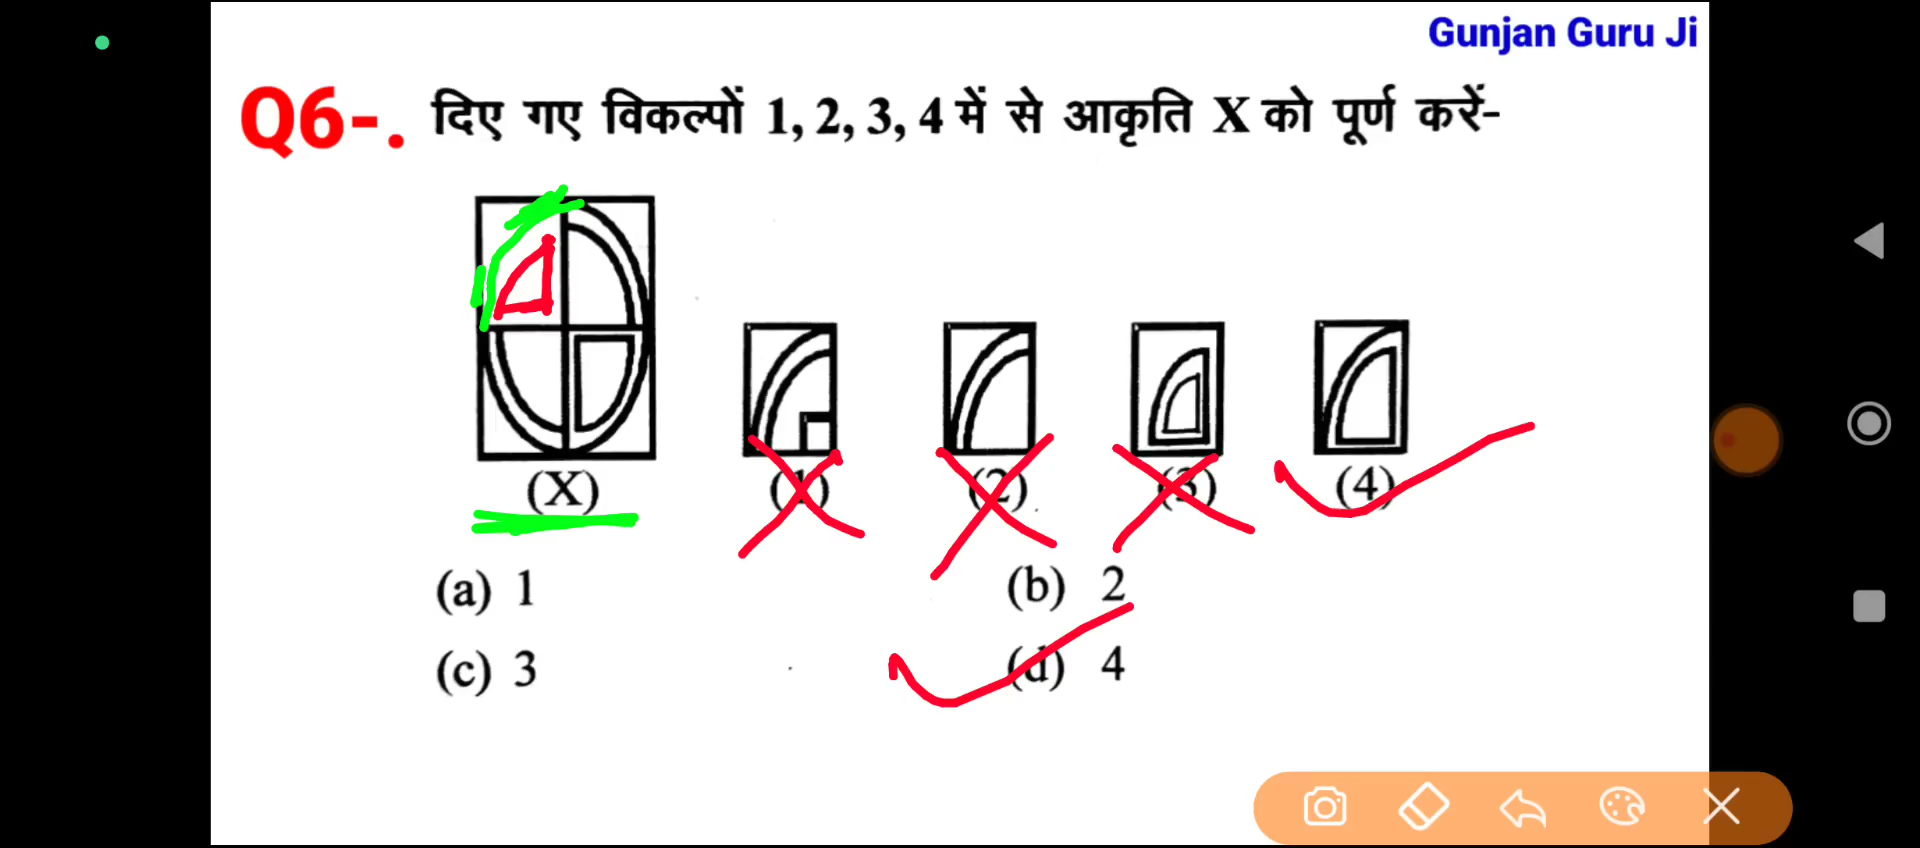 Gunjan Guru Ji
Q6-. दिए गए विकल्पों 1, 2, 3, 4 में से आकृति X को पूर्ण करें-
(X) (1) (2) (3) (4)
(a) 1 (b) 2
(c) 3 (d) 4